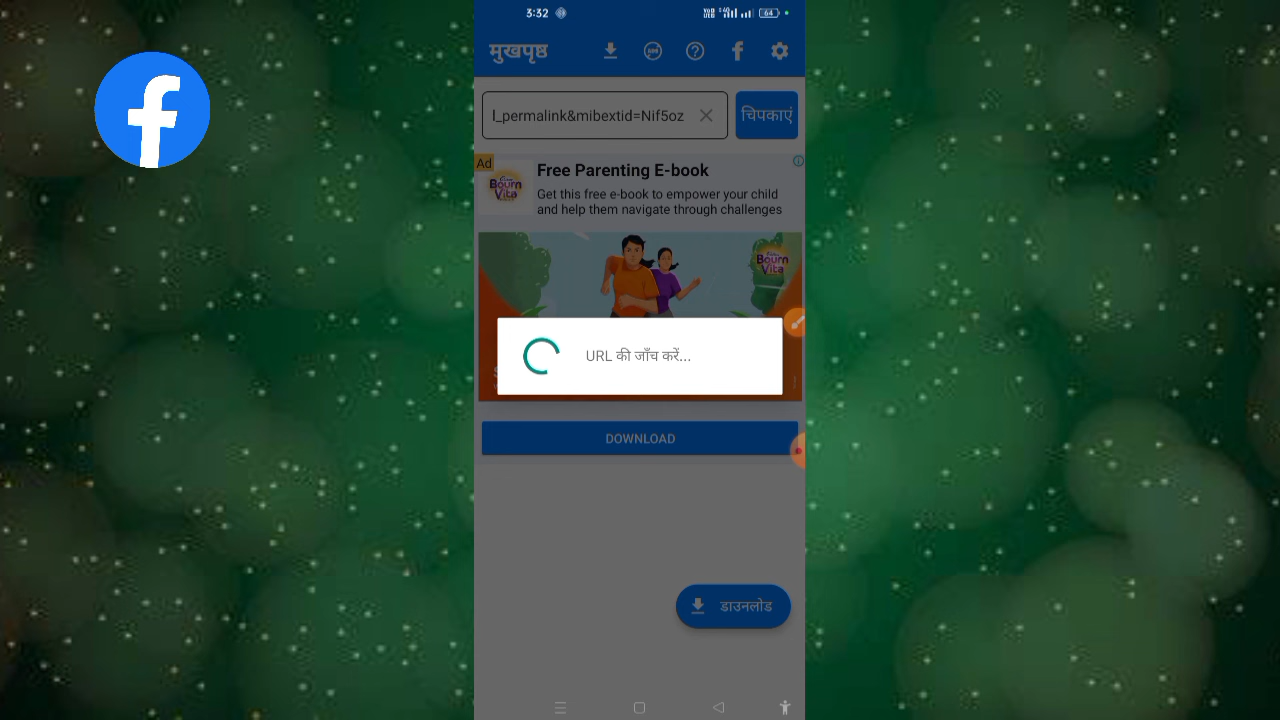 3:32
64
मुखपृष्ठ
l_permalink&mibextid=Nif5oz
चिपकाएं
Ad
Free Parenting E-book
Get this free e-book to empower your child
and help them navigate through challenges
Bourn
Vita
Bourn
Vita
URL की जाँच करें...
DOWNLOAD
डाउनलोड